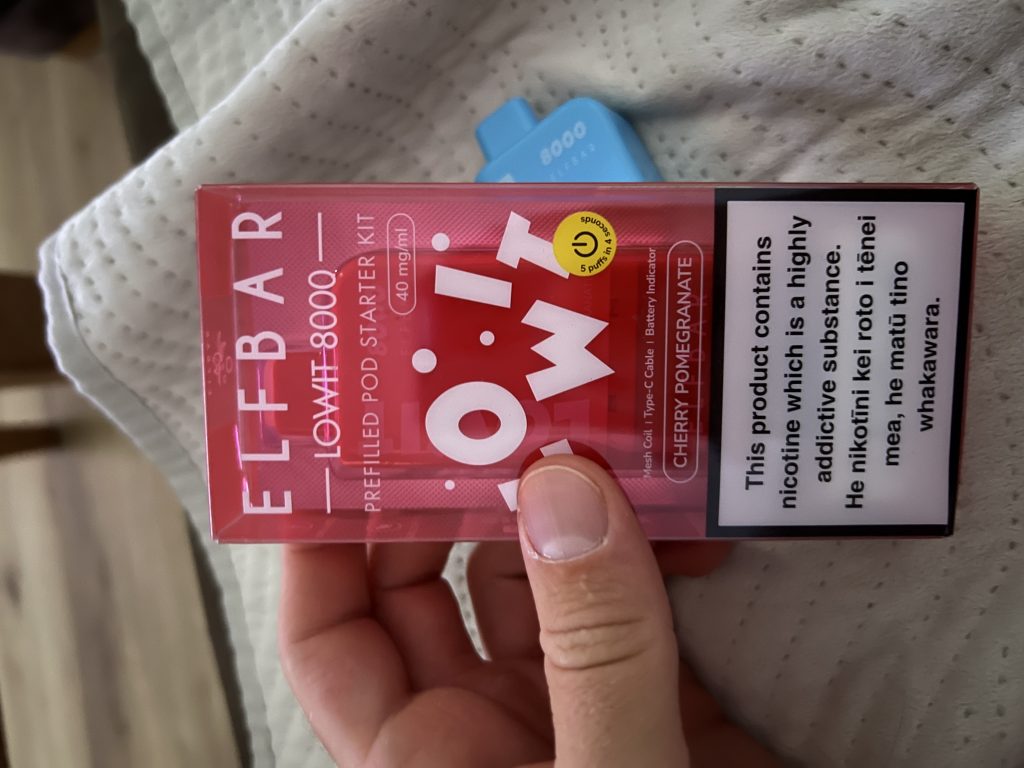 ELFBAR
LOWIT 8000
PREFILLED POD STARTER KIT
40 mg/ml
LOWIT
5 puffs in 4 seconds
Mesh Coil | Type-C Cable | Battery Indicator
CHERRY POMEGRANATE
This product contains
nicotine which is a highly
addictive substance.
He nikotīni kei roto i tēnei
mea, he matū tino
whakawara.
8000
ELFBAR